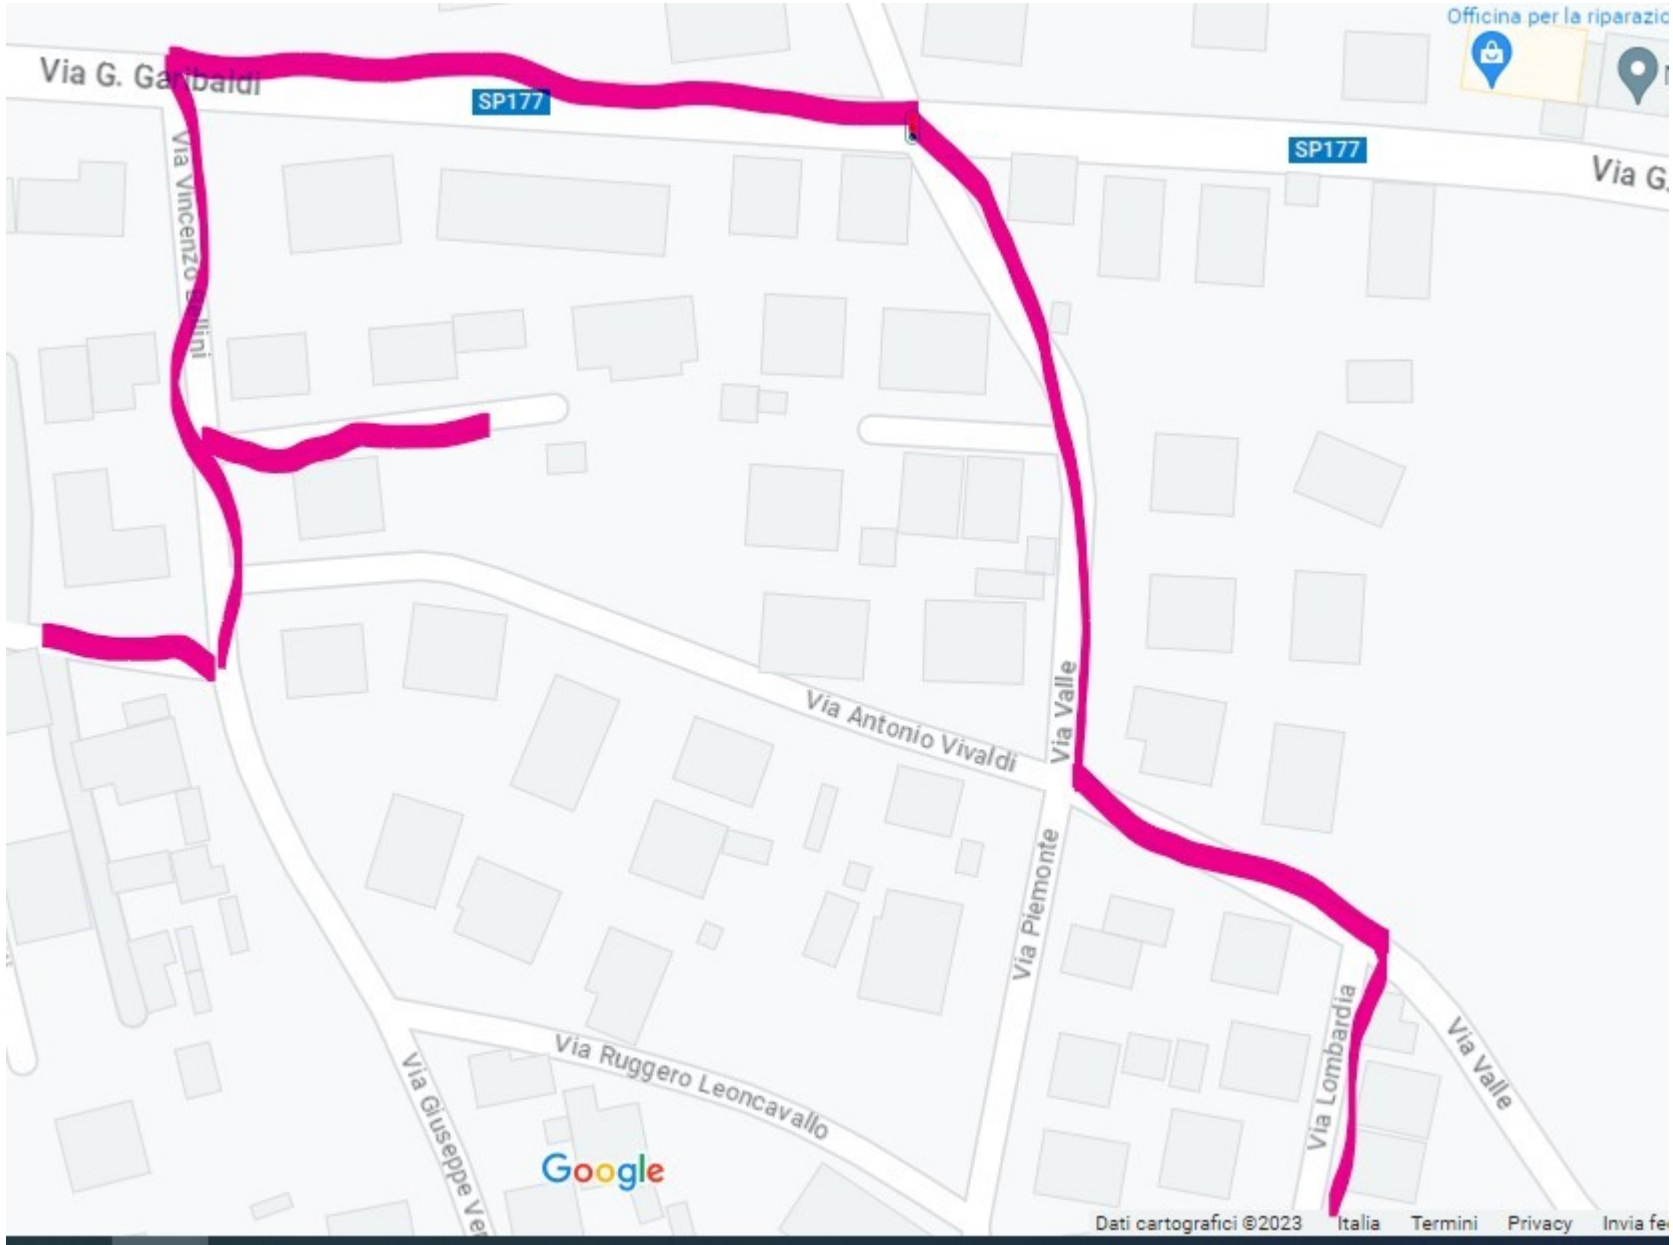 Officina per la riparazio
Via G. Garibaldi
SP177
SP177
Via G.
Via Vincenzo Bellini
Via Valle
Via Antonio Vivaldi
Via Piemonte
Via Lombardia
Via Valle
Via Ruggero Leoncavallo
Via Giuseppe Ver
Google
Dati cartografici ©2023 Italia Termini Privacy Invia fe